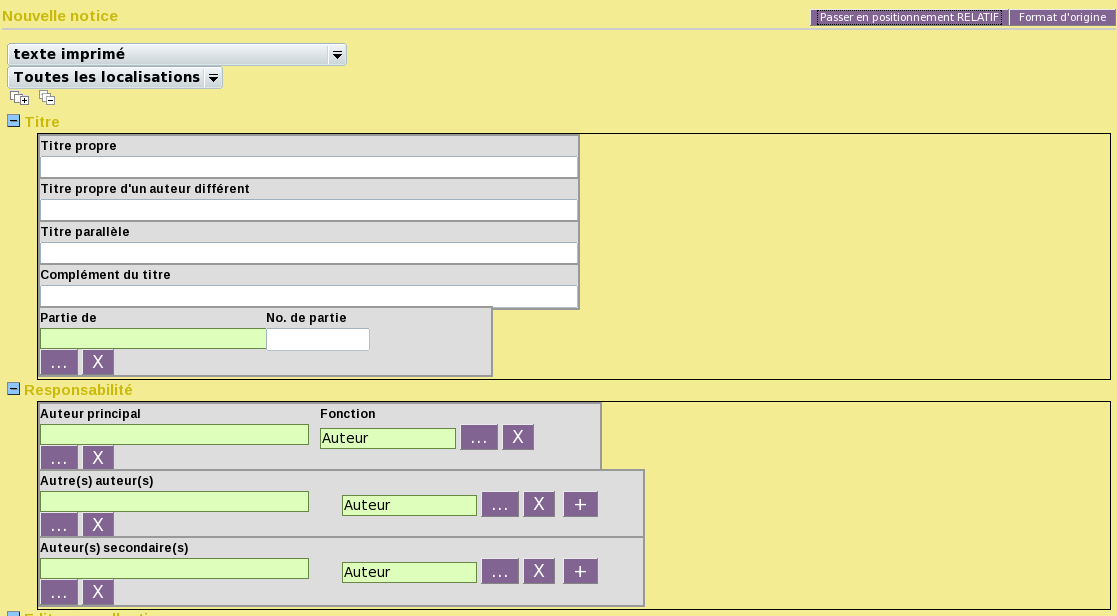 Nouvelle notice
Passer en positionnement RELATIF Format d'origine
texte imprimé
Toutes les localisations
Titre
Titre propre
Titre propre d'un auteur différent
Titre parallèle
Complément du titre
Partie de No. de partie
... X
Responsabilité
Auteur principal Fonction
Auteur ... X
... X
Autre(s) auteur(s)
Auteur ... X +
... X
Auteur(s) secondaire(s)
Auteur ... X +
... X